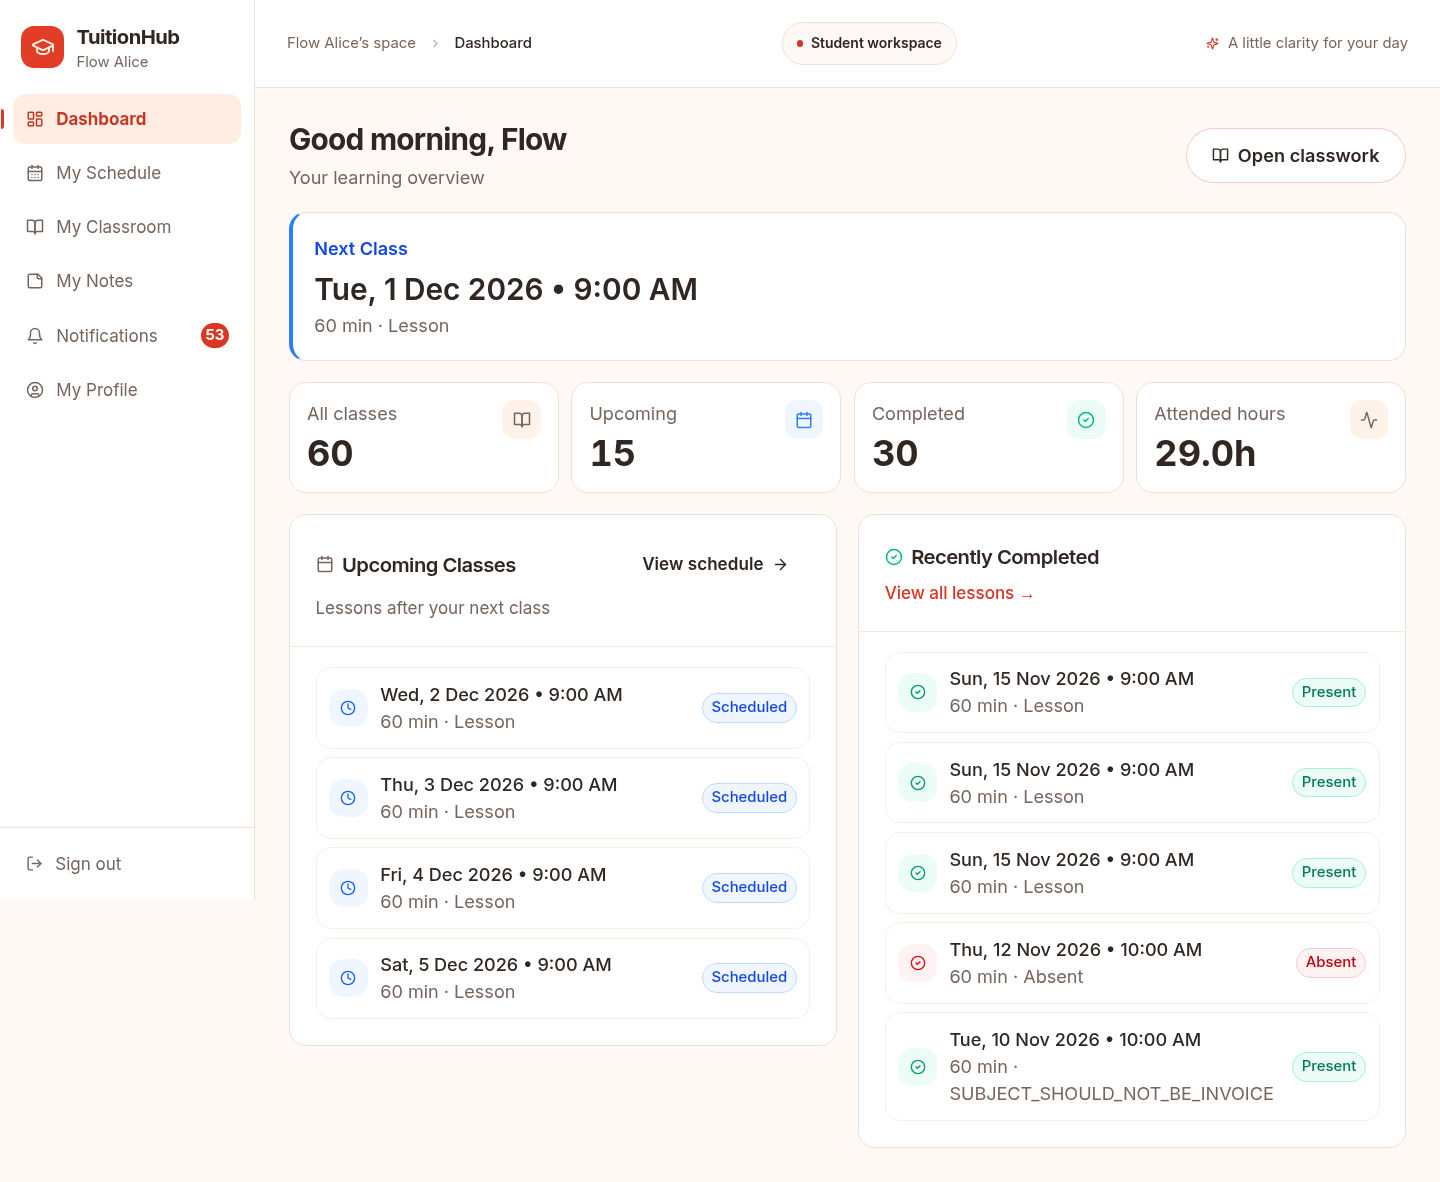 TuitionHub
Flow Alice
Dashboard
My Schedule
My Classroom
My Notes
Notifications 53
My Profile
Sign out
Flow Alice's space > Dashboard
Student workspace
A little clarity for your day
Good morning, Flow
Your learning overview
Open classwork
Next Class
Tue, 1 Dec 2026 • 9:00 AM
60 min · Lesson
All classes
60
Upcoming
15
Completed
30
Attended hours
29.0h
Upcoming Classes
View schedule →
Lessons after your next class
Wed, 2 Dec 2026 • 9:00 AM
60 min · Lesson
Scheduled
Thu, 3 Dec 2026 • 9:00 AM
60 min · Lesson
Scheduled
Fri, 4 Dec 2026 • 9:00 AM
60 min · Lesson
Scheduled
Sat, 5 Dec 2026 • 9:00 AM
60 min · Lesson
Scheduled
Recently Completed
View all lessons →
Sun, 15 Nov 2026 • 9:00 AM
60 min · Lesson
Present
Sun, 15 Nov 2026 • 9:00 AM
60 min · Lesson
Present
Sun, 15 Nov 2026 • 9:00 AM
60 min · Lesson
Present
Thu, 12 Nov 2026 • 10:00 AM
60 min · Absent
Absent
Tue, 10 Nov 2026 • 10:00 AM
60 min ·
SUBJECT_SHOULD_NOT_BE_INVOICE
Present